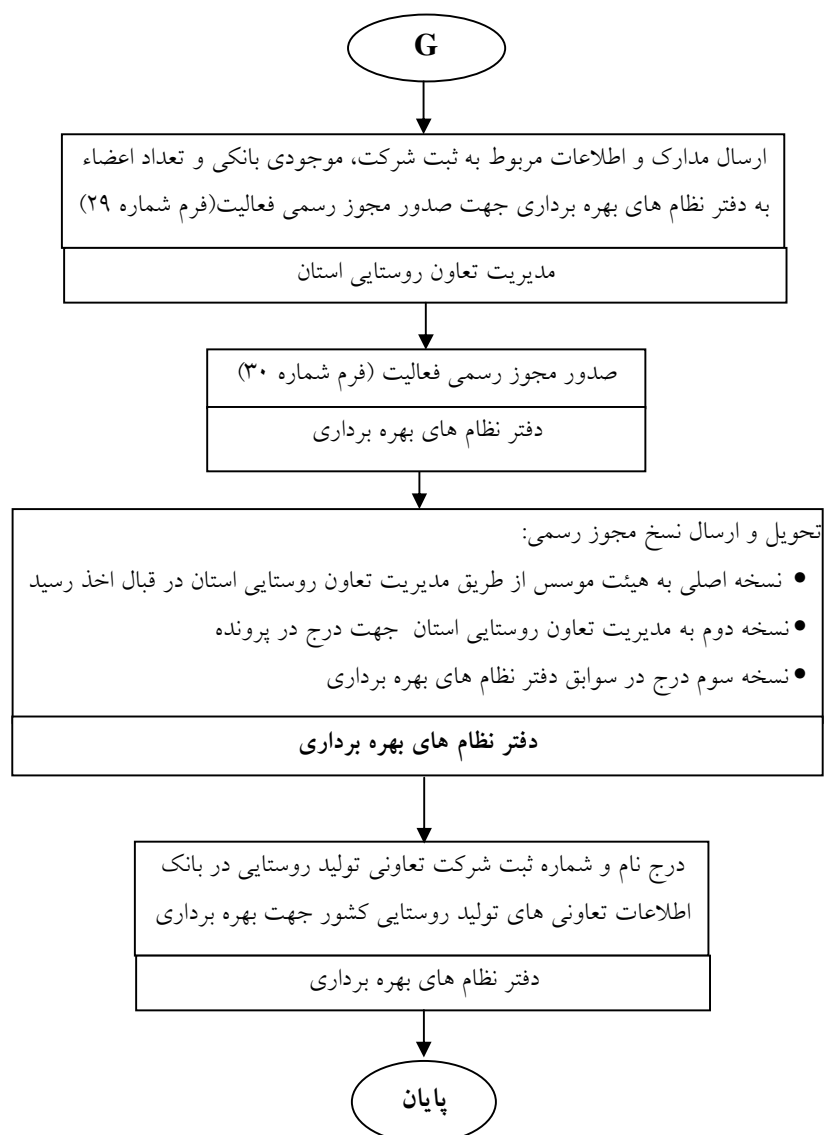 G
ارسال مدارک و اطلاعات مربوط به ثبت شرکت، موجودی بانکی و تعداد اعضاء
به دفتر نظام های بهره برداری جهت صدور مجوز رسمی فعالیت(فرم شماره ۲۹)
مدیریت تعاون روستایی استان
صدور مجوز رسمی فعالیت (فرم شماره ۳۰)
دفتر نظام های بهره برداری
تحویل و ارسال نسخ مجوز رسمی:
● نسخه اصلی به هیئت موسس از طریق مدیریت تعاون روستایی استان در قبال اخذ رسید
● نسخه دوم به مدیریت تعاون روستایی استان جهت درج در پرونده
● نسخه سوم درج در سوابق دفتر نظام های بهره برداری
دفتر نظام های بهره برداری
درج نام و شماره ثبت شرکت تعاونی تولید روستایی در بانک
اطلاعات تعاونی های تولید روستایی کشور جهت بهره برداری
دفتر نظام های بهره برداری
پایان